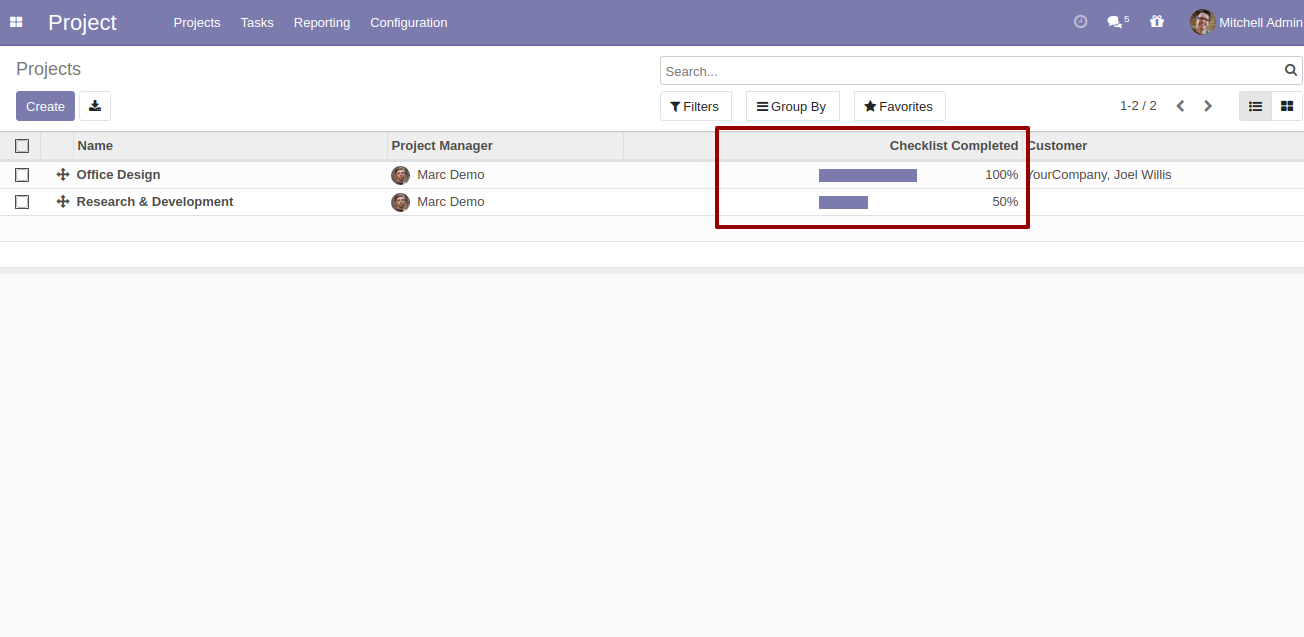 Project Projects Tasks Reporting Configuration 5 Mitchell Admin
Projects
Search...
Create Filters Group By Favorites 1-2 / 2
Name Project Manager Checklist Completed Customer
Office Design Marc Demo 100% YourCompany, Joel Willis
Research & Development Marc Demo 50%